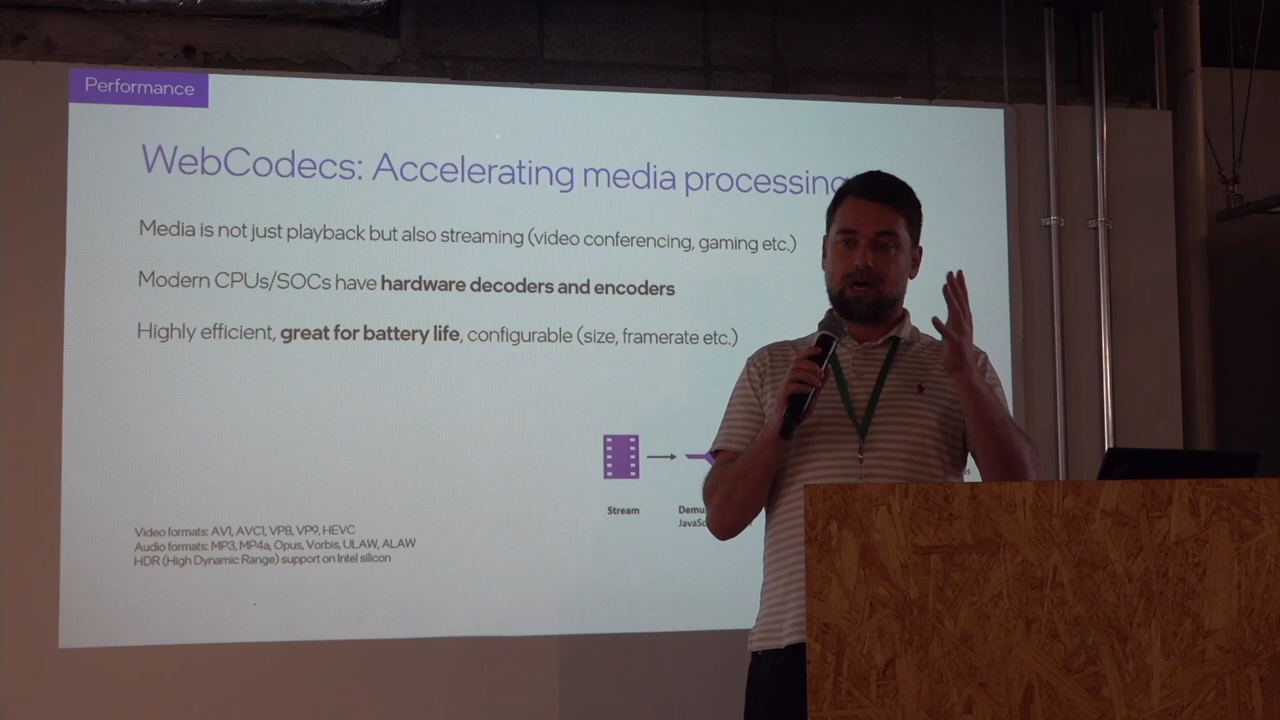 Performance
WebCodecs: Accelerating media processing
Media is not just playback but also streaming (video conferencing, gaming etc.)
Modern CPUs/SOCs have hardware decoders and encoders
Highly efficient, great for battery life, configurable (size, framerate etc.)
Stream
Video formats: AV1, AVC1, VP8, VP9, HEVC
Audio formats: MP3, MP4a, Opus, Vorbis, ULAW, ALAW
HDR (High Dynamic Range) support on Intel silicon